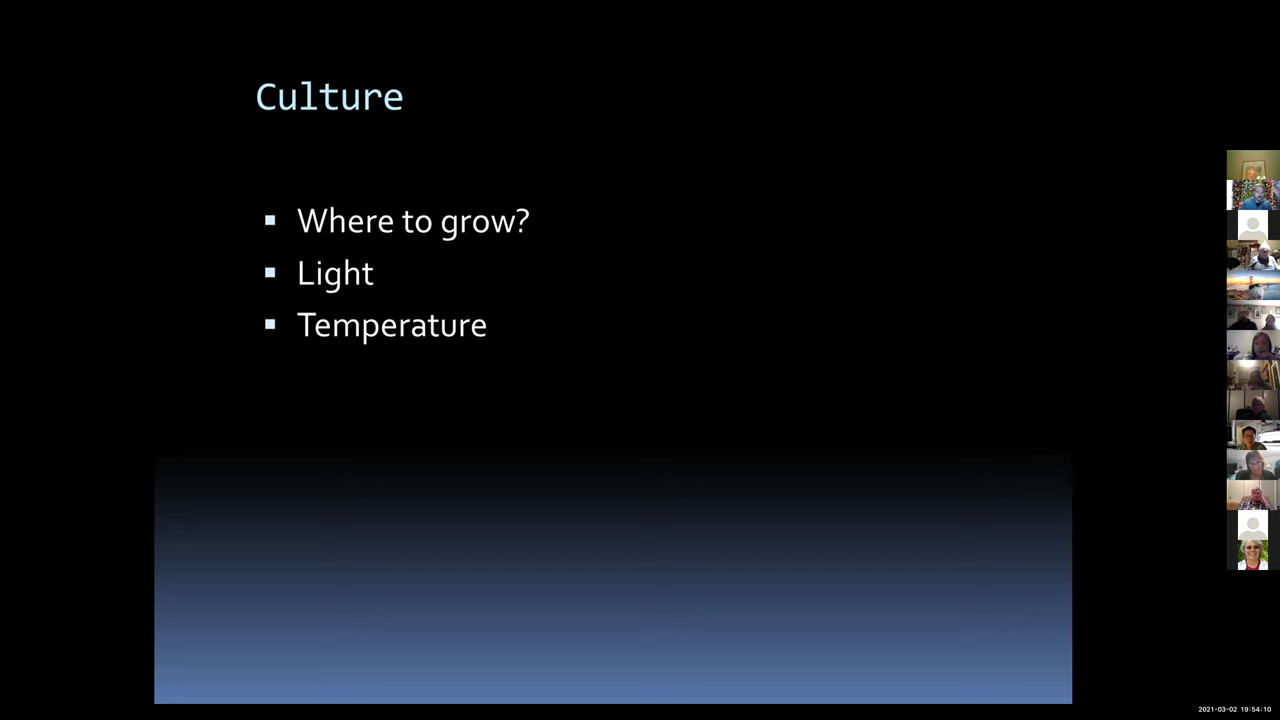 Culture
Where to grow?
Light
Temperature
2021-03-02 19:54:10